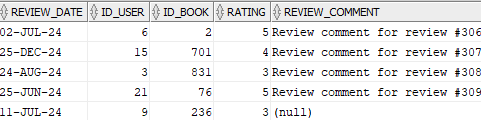 REVIEW_DATE ID_USER ID_BOOK RATING REVIEW_COMMENT
02-JUL-24 6 2 5 Review comment for review #306
25-DEC-24 15 701 4 Review comment for review #307
24-AUG-24 3 831 3 Review comment for review #308
25-JUN-24 21 76 5 Review comment for review #309
11-JUL-24 9 236 3 (null)